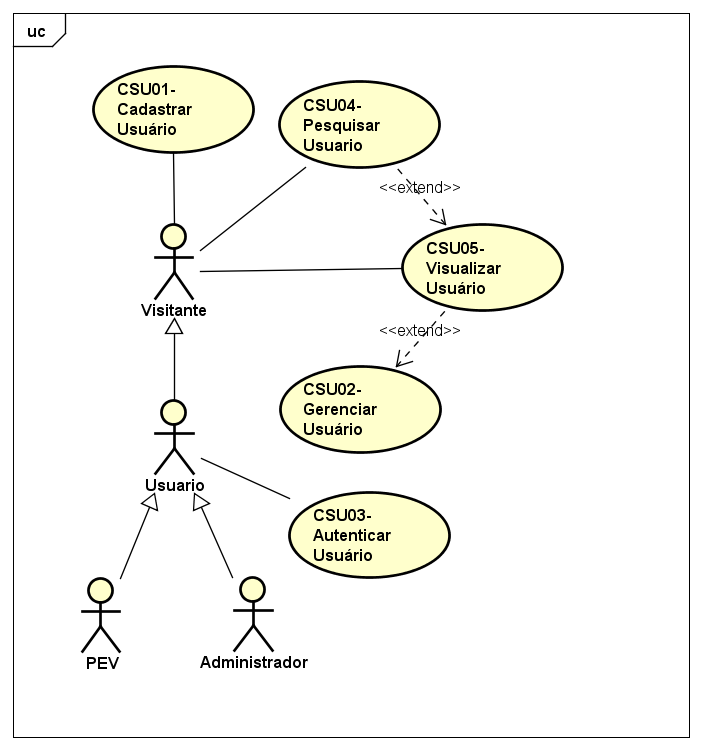 uc
CSU01-
Cadastrar
Usuário
CSU04-
Pesquisar
Usuario
<<extend>>
CSU05-
Visualizar
Usuário
Visitante
<<extend>>
CSU02-
Gerenciar
Usuário
Usuario
CSU03-
Autenticar
Usuário
PEV
Administrador